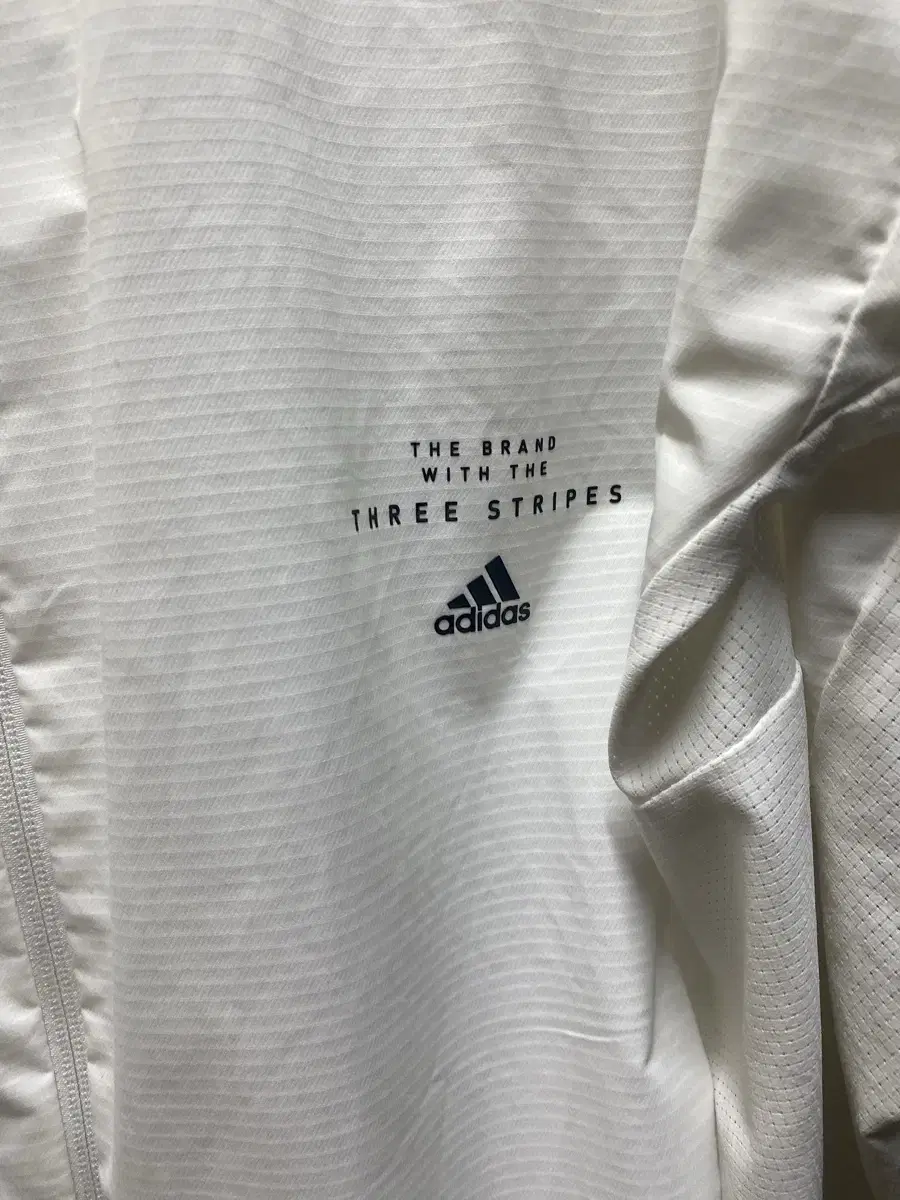 THE BRAND
WITH THE
THREE STRIPES
adidas